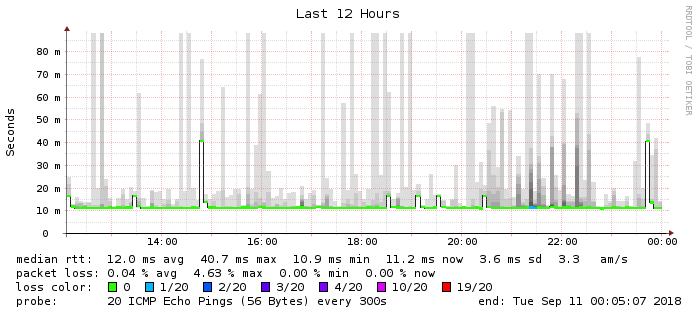 Last 12 Hours
RRDTOOL / TOBI OETIKER
Seconds
80 m
70 m
60 m
50 m
40 m
30 m
20 m
10 m
0
14:00 16:00 18:00 20:00 22:00 00:00
median rtt: 12.0 ms avg 40.7 ms max 10.9 ms min 11.2 ms now 3.6 ms sd 3.3 am/s
packet loss: 0.04 % avg 4.63 % max 0.00 % min 0.00 % now
loss color: 0 1/20 2/20 3/20 4/20 10/20 19/20
probe: 20 ICMP Echo Pings (56 Bytes) every 300s end: Tue Sep 11 00:05:07 2018